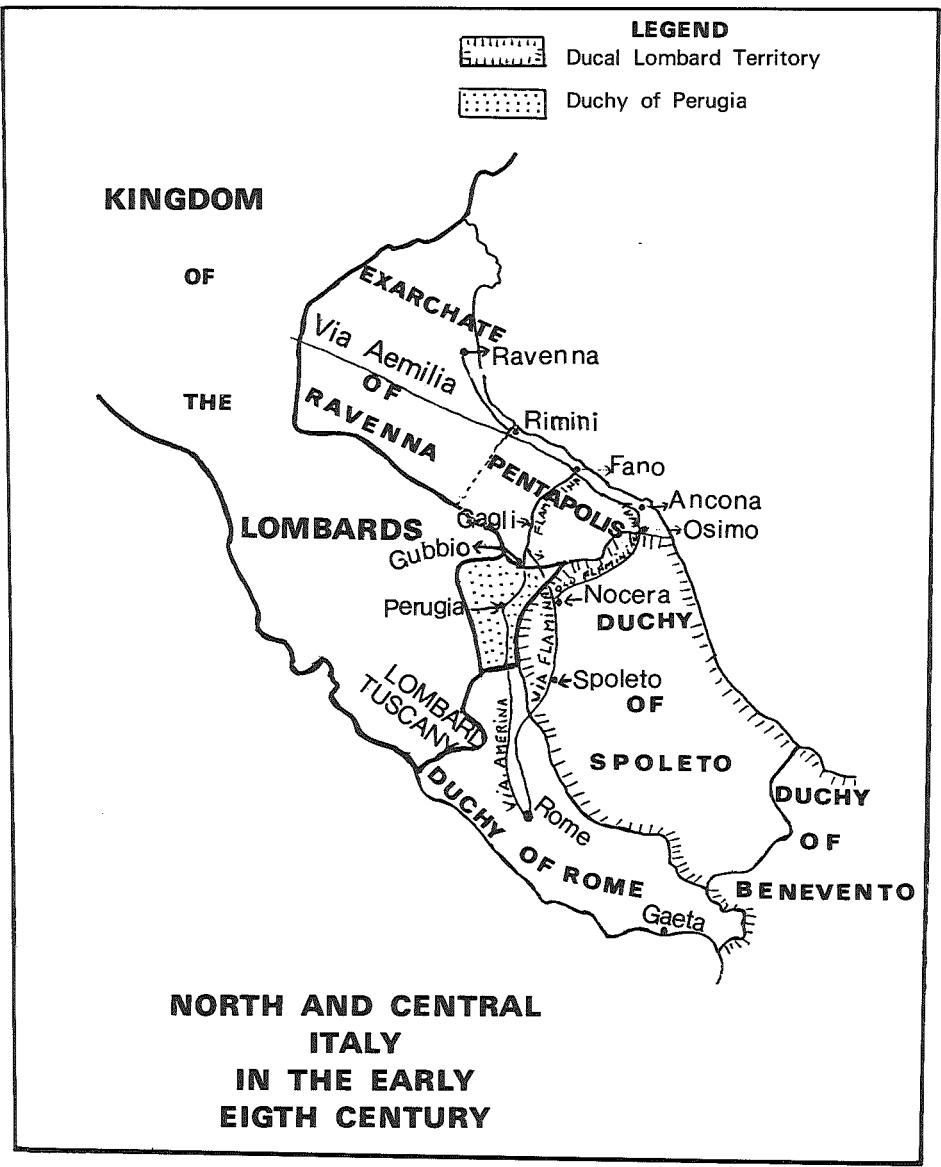 LEGEND
Ducal Lombard Territory
Duchy of Perugia
KINGDOM
OF
THE
LOMBARDS
EXARCHATE
OF
RAVENNA
Via Aemilia
Ravenna
Rimini
PENTAPOLIS
Fano
Ancona
Osimo
Cagli
Gubbio
Perugia
Nocera
DUCHY
OF
SPOLETO
VIA FLAMINIA
OLD FLAMINIA
Spoleto
LOMBARD
TUSCANY
VIA AMERINA
Rome
DUCHY
OF ROME
Gaeta
DUCHY
OF
BENEVENTO
NORTH AND CENTRAL
ITALY
IN THE EARLY
EIGTH CENTURY